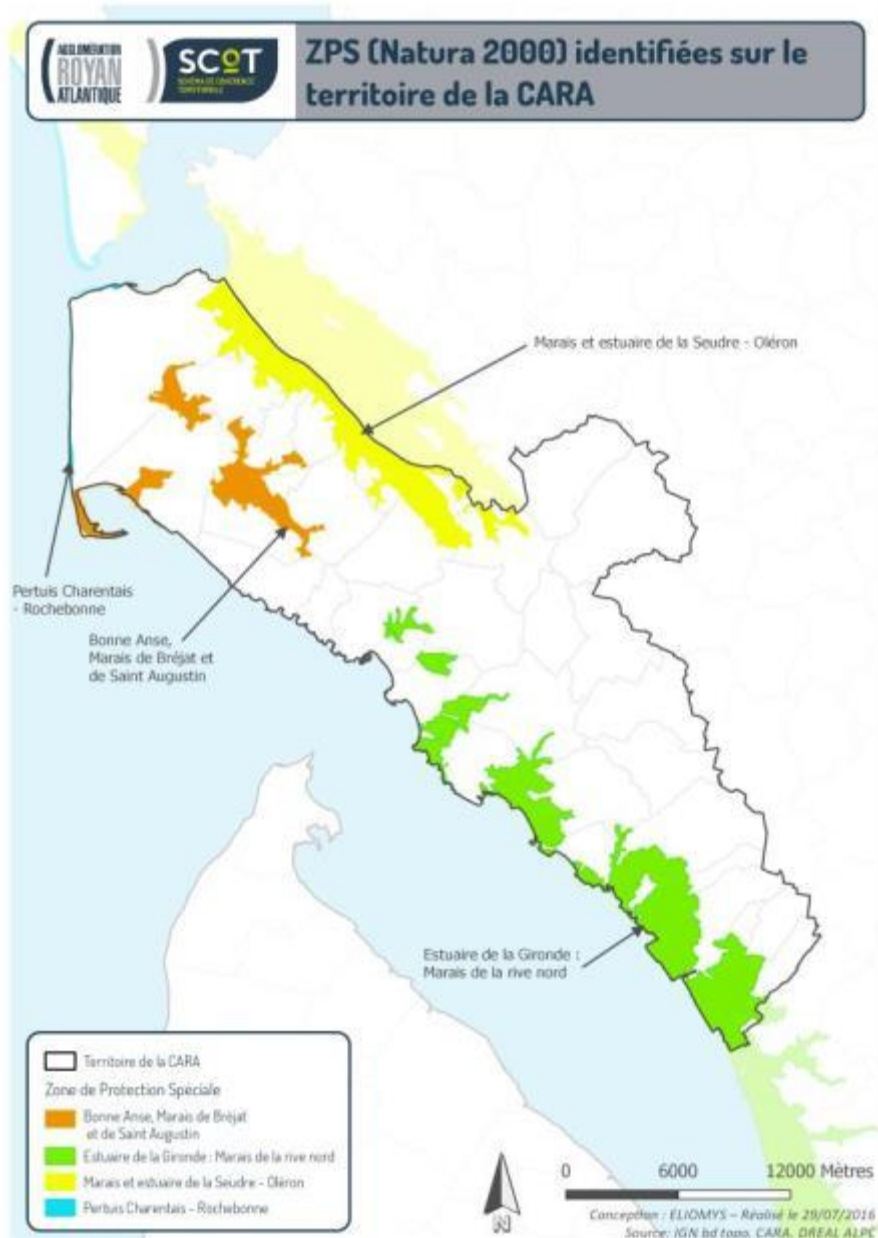 AGGLOMÉRATION
ROYAN
ATLANTIQUE
SCOT
SCHÉMA DE COHÉRENCE
TERRITORIALE
ZPS (Natura 2000) identifiées sur le
territoire de la CARA
Marais et estuaire de la Seudre - Oléron
Pertuis Charentais
- Rochebonne
Bonne Anse,
Marais de Bréjat et
de Saint Augustin
Estuaire de la Gironde :
Marais de la rive nord
Territoire de la CARA
Zone de Protection Spéciale
Bonne Anse, Marais de Bréjat
et de Saint Augustin
Estuaire de la Gironde : Marais de la rive nord
Marais et estuaire de la Seudre - Oléron
Pertuis Charentais - Rochebonne
N
0 6000 12000 Mètres
Conception : ELIOMYS – Réalisé le 29/07/2016
Source: IGN bd topo, CARA, DREAL ALPC